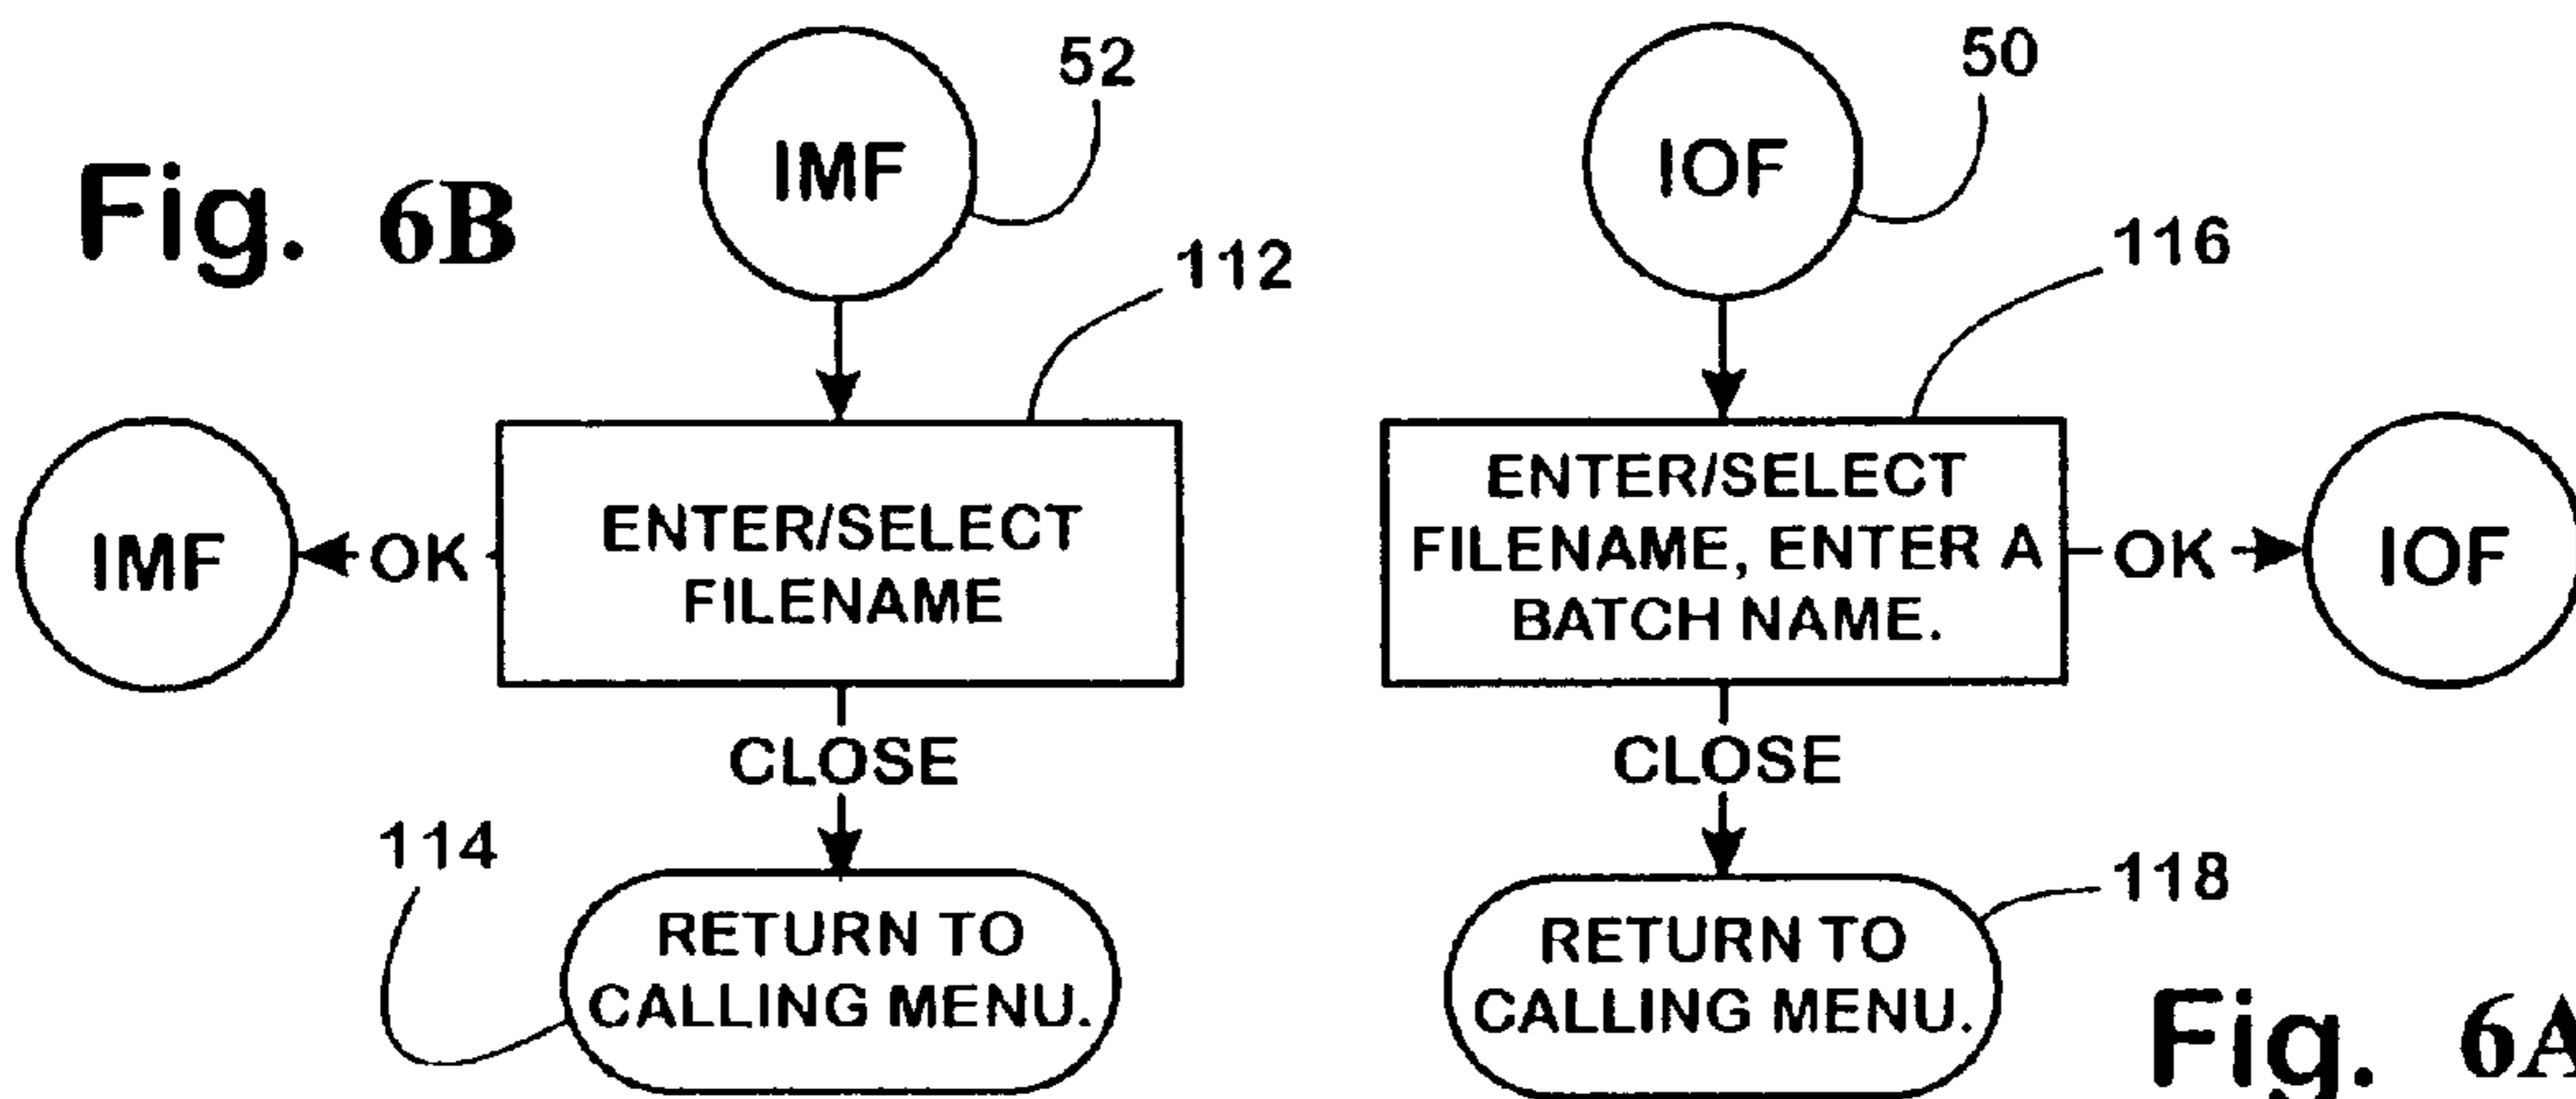 Fig. 6B
IMF
52
112
IMF
OK
ENTER/SELECT
FILENAME
CLOSE
114
RETURN TO
CALLING MENU.
IOF
50
116
ENTER/SELECT
FILENAME, ENTER A
BATCH NAME.
OK
IOF
CLOSE
118
RETURN TO
CALLING MENU.
Fig. 6A